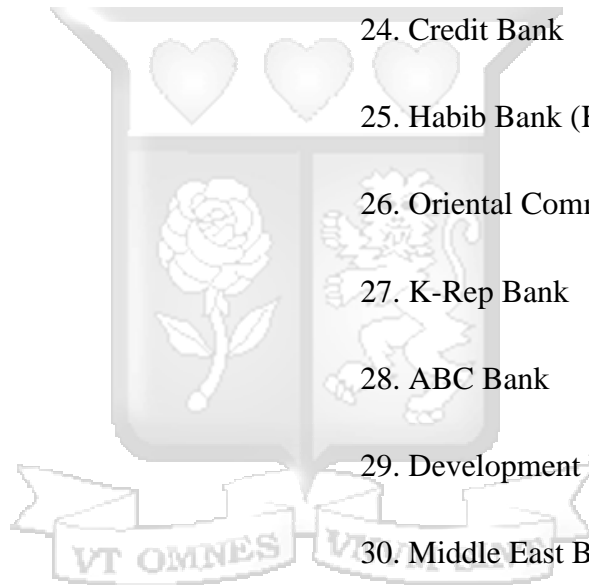 24. Credit Bank
25. Habib Bank (
26. Oriental
27. K-Rep Bank
28. ABC Bank
29. Development
30. Middle East
VT OMNES